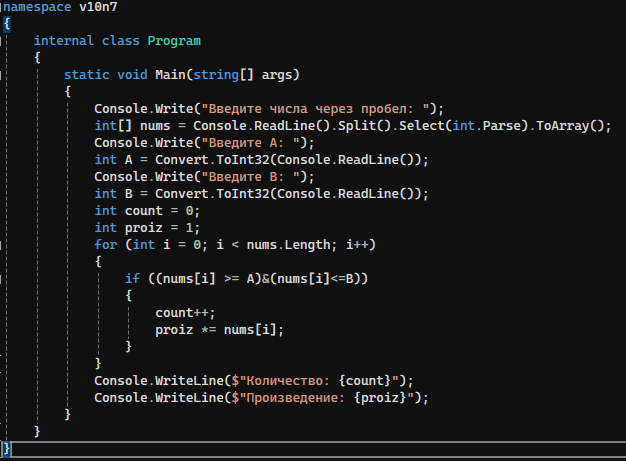 namespace v10n7
{
internal class Program
{
static void Main(string[] args)
{
Console.Write("Введите числа через пробел: ");
int[] nums = Console.ReadLine().Split().Select(int.Parse).ToArray();
Console.Write("Введите A: ");
int A = Convert.ToInt32(Console.ReadLine());
Console.Write("Введите B: ");
int B = Convert.ToInt32(Console.ReadLine());
int count = 0;
int proiz = 1;
for (int i = 0; i < nums.Length; i++)
{
if ((nums[i] >= A)&(nums[i]<=B))
{
count++;
proiz *= nums[i];
}
}
Console.WriteLine($"Количество: {count}");
Console.WriteLine($"Произведение: {proiz}");
}
}
}